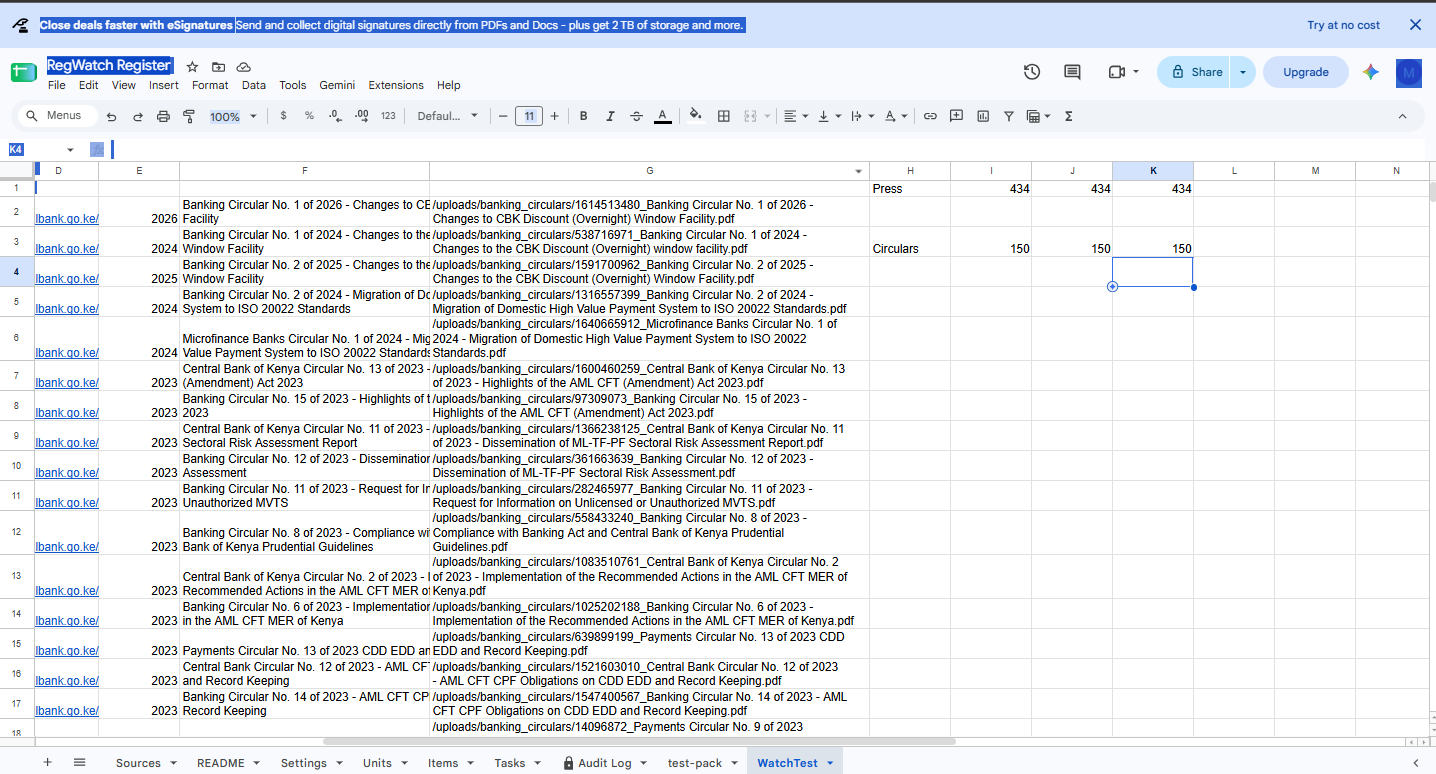 Close deals faster with eSignatures Send and collect digital signatures directly from PDFs and Docs - plus get 2 TB of storage and more. Try at no cost
RegWatch Register
File Edit View Insert Format Data Tools Gemini Extensions Help
Share Upgrade M
Menus 100% $ % .0 .00 123 Defaul... 11 B I A
K4
D E F G H I J K L M N
1 Press 434 434 434
2 lbank.go.ke/ 2026 Banking Circular No. 1 of 2026 - Changes to CB
Facility
/uploads/banking_circulars/1614513480_Banking Circular No. 1 of 2026 -
Changes to CBK Discount (Overnight) Window Facility.pdf
3 lbank.go.ke/ 2024 Banking Circular No. 1 of 2024 - Changes to the
Window Facility
/uploads/banking_circulars/538716971_Banking Circular No. 1 of 2024 -
Changes to the CBK Discount (Overnight) window facility.pdf
Circulars 150 150 150
4 lbank.go.ke/ 2025 Banking Circular No. 2 of 2025 - Changes to the
Window Facility
/uploads/banking_circulars/1591700962_Banking Circular No. 2 of 2025 -
Changes to the CBK Discount (Overnight) Window Facility.pdf
5 lbank.go.ke/ 2024 Banking Circular No. 2 of 2024 - Migration of Do
System to ISO 20022 Standards
/uploads/banking_circulars/1316557399_Banking Circular No. 2 of 2024 -
Migration of Domestic High Value Payment System to ISO 20022 Standards.pdf
6 lbank.go.ke/ 2024 Microfinance Banks Circular No. 1 of 2024 - Mig
Value Payment System to ISO 20022 Standards
/uploads/banking_circulars/1640665912_Microfinance Banks Circular No. 1 of
2024 - Migration of Domestic High Value Payment System to ISO 20022
Standards.pdf
7 lbank.go.ke/ 2023 Central Bank of Kenya Circular No. 13 of 2023 -
(Amendment) Act 2023
/uploads/banking_circulars/1600460259_Central Bank of Kenya Circular No. 13
of 2023 - Highlights of the AML CFT (Amendment) Act 2023.pdf
8 lbank.go.ke/ 2023 Banking Circular No. 15 of 2023 - Highlights of t
2023
/uploads/banking_circulars/97309073_Banking Circular No. 15 of 2023 -
Highlights of the AML CFT (Amendment) Act 2023.pdf
9 lbank.go.ke/ 2023 Central Bank of Kenya Circular No. 11 of 2023 -
Sectoral Risk Assessment Report
/uploads/banking_circulars/1366238125_Central Bank of Kenya Circular No. 11
of 2023 - Dissemination of ML-TF-PF Sectoral Risk Assessment Report.pdf
10 lbank.go.ke/ 2023 Banking Circular No. 12 of 2023 - Dissemination
Assessment
/uploads/banking_circulars/361663639_Banking Circular No. 12 of 2023 -
Dissemination of ML-TF-PF Sectoral Risk Assessment.pdf
11 lbank.go.ke/ 2023 Banking Circular No. 11 of 2023 - Request for In
Unauthorized MVTS
/uploads/banking_circulars/282465977_Banking Circular No. 11 of 2023 -
Request for Information on Unlicensed or Unauthorized MVTS.pdf
12 lbank.go.ke/ 2023 Banking Circular No. 8 of 2023 - Compliance wi
Bank of Kenya Prudential Guidelines
/uploads/banking_circulars/558433240_Banking Circular No. 8 of 2023 -
Compliance with Banking Act and Central Bank of Kenya Prudential
Guidelines.pdf
13 lbank.go.ke/ 2023 Central Bank of Kenya Circular No. 2 of 2023 - I
Recommended Actions in the AML CFT MER of
/uploads/banking_circulars/1083510761_Central Bank of Kenya Circular No. 2
of 2023 - Implementation of the Recommended Actions in the AML CFT MER of
Kenya.pdf
14 lbank.go.ke/ 2023 Banking Circular No. 6 of 2023 - Implementation
in the AML CFT MER of Kenya
/uploads/banking_circulars/1025202188_Banking Circular No. 6 of 2023 -
Implementation of the Recommended Actions in the AML CFT MER of Kenya.pdf
15 lbank.go.ke/ 2023 Payments Circular No. 13 of 2023 CDD EDD an
/uploads/banking_circulars/639899199_Payments Circular No. 13 of 2023 CDD
EDD and Record Keeping.pdf
16 lbank.go.ke/ 2023 Central Bank Circular No. 12 of 2023 - AML CFT
and Record Keeping
/uploads/banking_circulars/1521603010_Central Bank Circular No. 12 of 2023
- AML CFT CPF Obligations on CDD EDD and Record Keeping.pdf
17 lbank.go.ke/ 2023 Banking Circular No. 14 of 2023 - AML CFT CP
Record Keeping
/uploads/banking_circulars/1547400567_Banking Circular No. 14 of 2023 - AML
CFT CPF Obligations on CDD EDD and Record Keeping.pdf
18 /uploads/banking_circulars/14096872_Payments Circular No. 9 of 2023
Sources README Settings Units Items Tasks Audit Log test-pack WatchTest